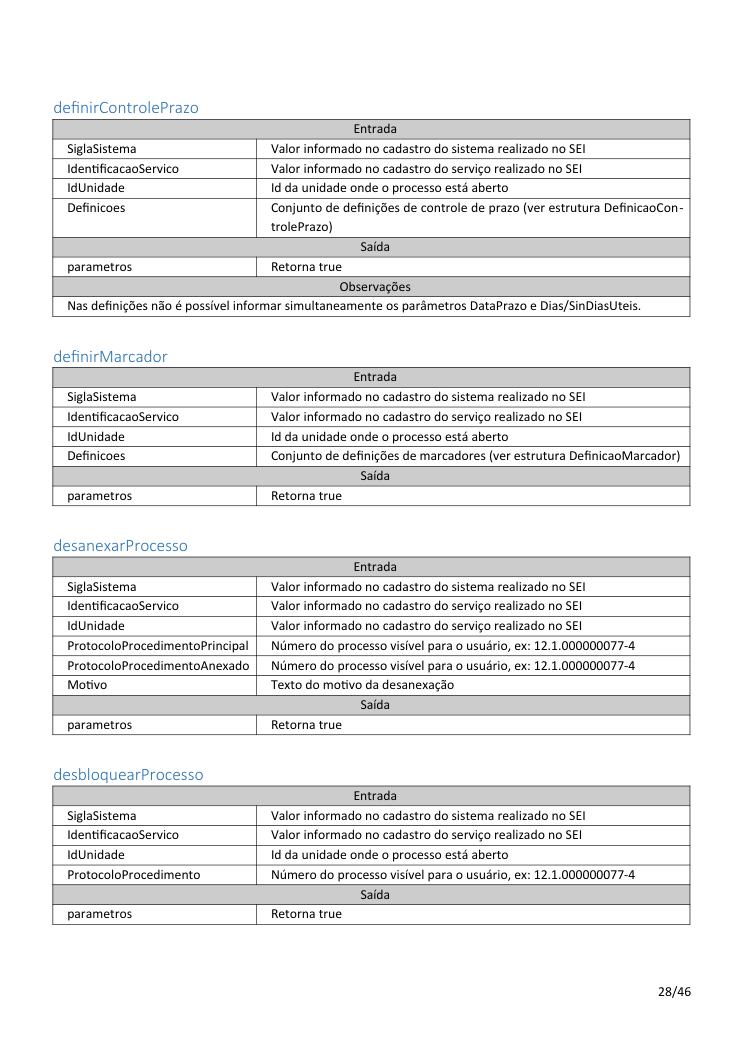 definirControlePrazo
Entrada
SiglaSistema Valor informado no cadastro do sistema realizado no SEI
IdentificacaoServico Valor informado no cadastro do serviço realizado no SEI
IdUnidade Id da unidade onde o processo está aberto
Definicoes Conjunto de definições de controle de prazo (ver estrutura DefinicaoCon-
trolePrazo)
Saída
parametros Retorna true
Observações
Nas definições não é possível informar simultaneamente os parâmetros DataPrazo e Dias/SinDiasUteis.
definirMarcador
Entrada
SiglaSistema Valor informado no cadastro do sistema realizado no SEI
IdentificacaoServico Valor informado no cadastro do serviço realizado no SEI
IdUnidade Id da unidade onde o processo está aberto
Definicoes Conjunto de definições de marcadores (ver estrutura DefinicaoMarcador)
Saída
parametros Retorna true
desanexarProcesso
Entrada
SiglaSistema Valor informado no cadastro do sistema realizado no SEI
IdentificacaoServico Valor informado no cadastro do serviço realizado no SEI
IdUnidade Valor informado no cadastro do serviço realizado no SEI
ProtocoloProcedimentoPrincipal Número do processo visível para o usuário, ex: 12.1.000000077-4
ProtocoloProcedimentoAnexado Número do processo visível para o usuário, ex: 12.1.000000077-4
Motivo Texto do motivo da desanexação
Saída
parametros Retorna true
desbloquearProcesso
Entrada
SiglaSistema Valor informado no cadastro do sistema realizado no SEI
IdentificacaoServico Valor informado no cadastro do serviço realizado no SEI
IdUnidade Id da unidade onde o processo está aberto
ProtocoloProcedimento Número do processo visível para o usuário, ex: 12.1.000000077-4
Saída
parametros Retorna true
28/46